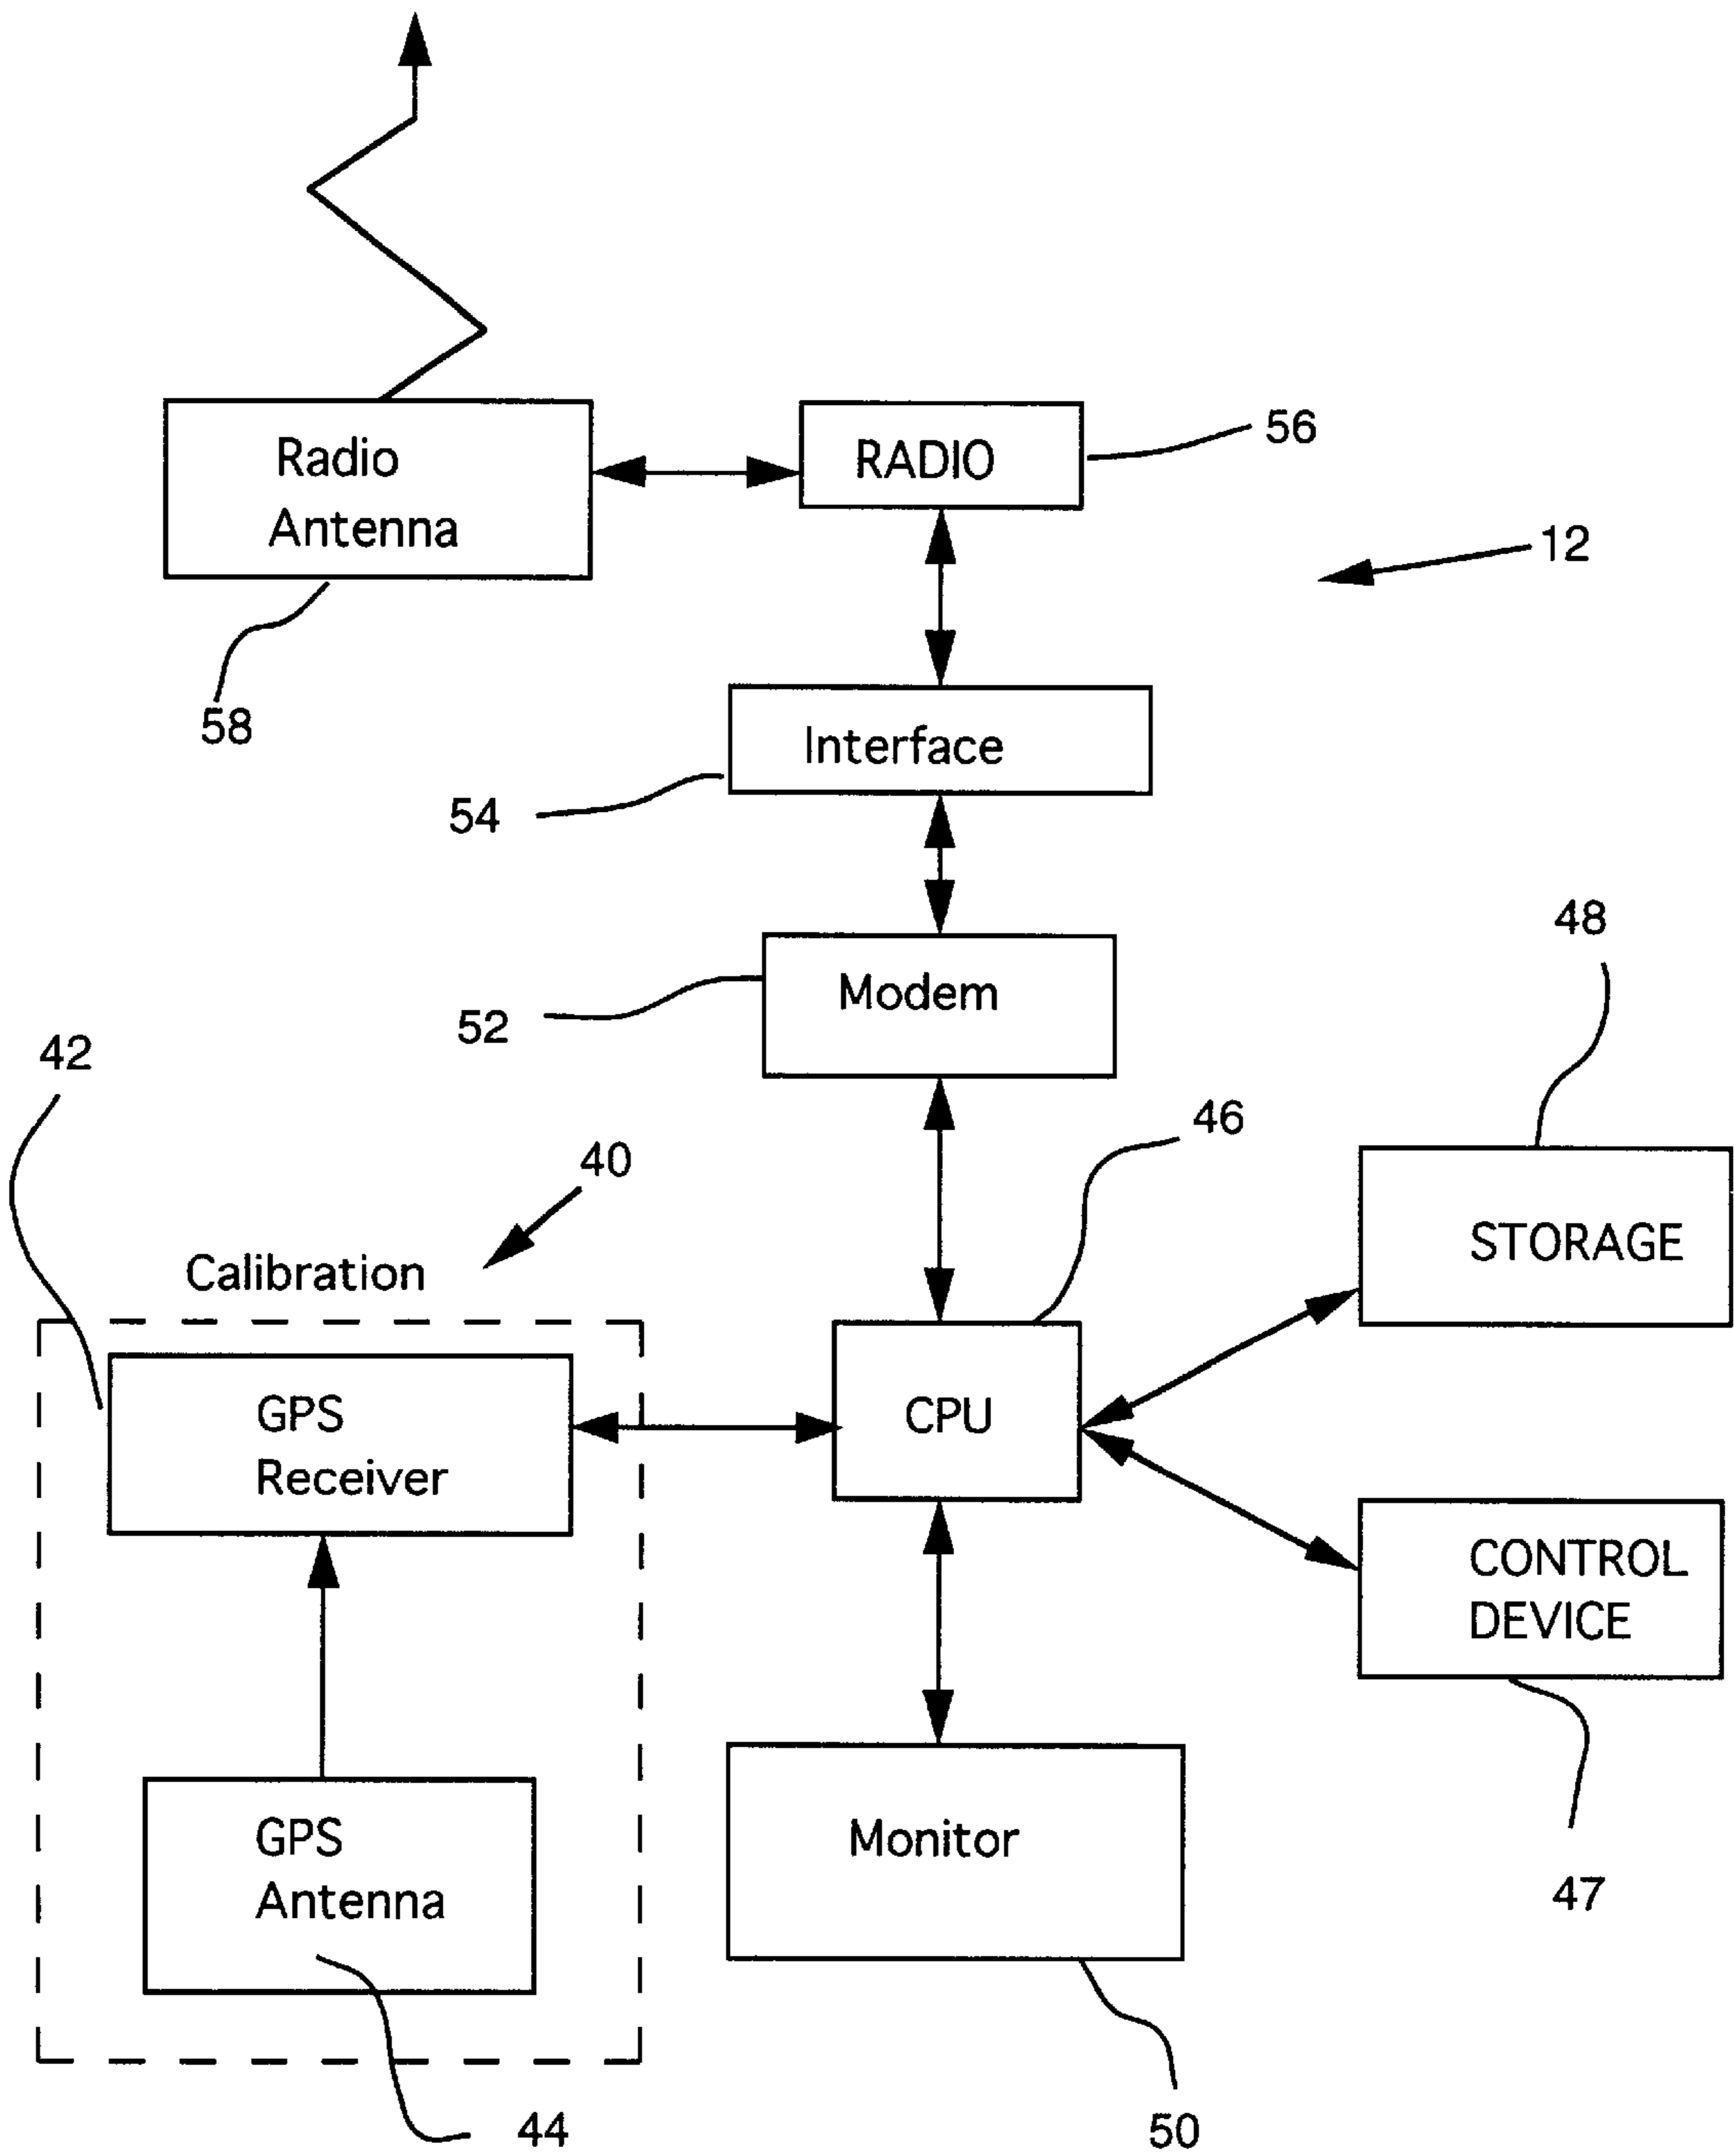 Radio
Antenna
RADIO
56
12
58
Interface
54
Modem
52
48
42
46
40
Calibration
STORAGE
GPS
Receiver
CPU
CONTROL
DEVICE
GPS
Antenna
Monitor
47
44
50